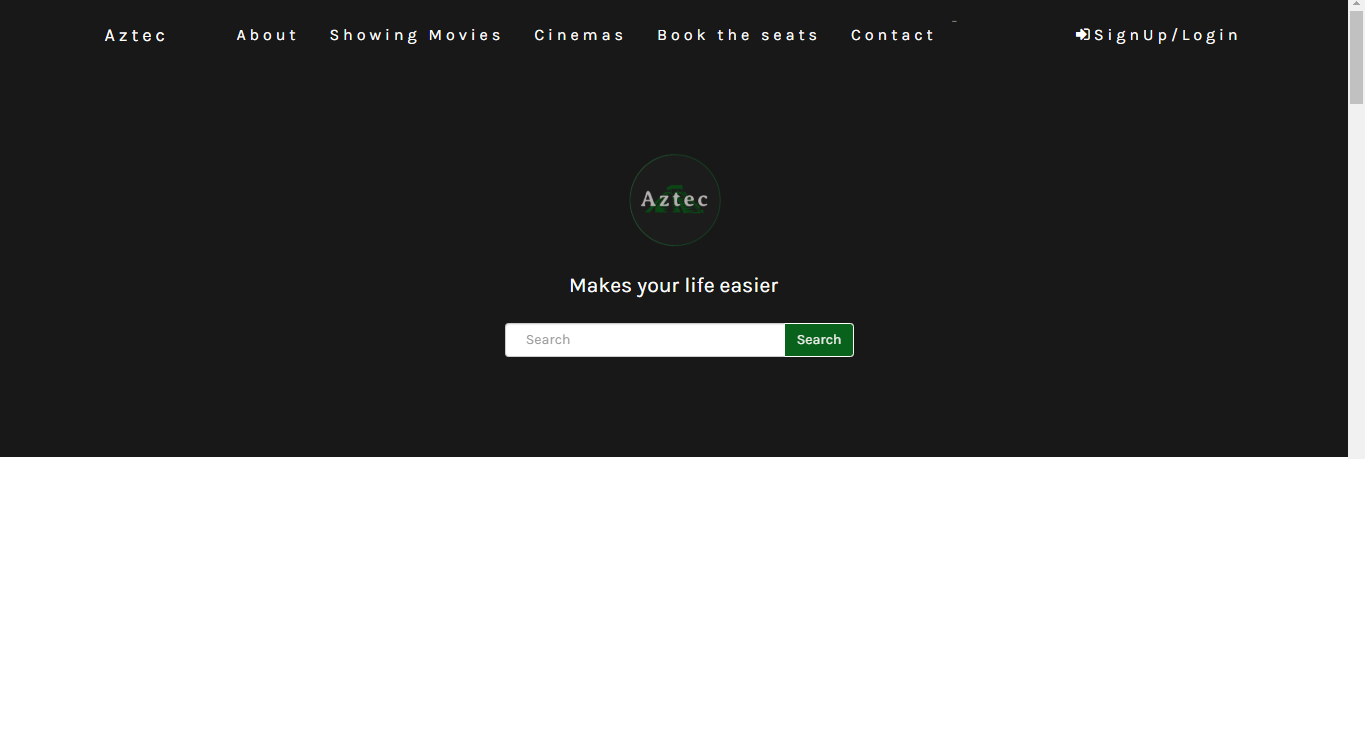 Aztec About Showing Movies Cinemas Book the seats Contact SignUp/Login
Aztec
Makes your life easier
Search Search